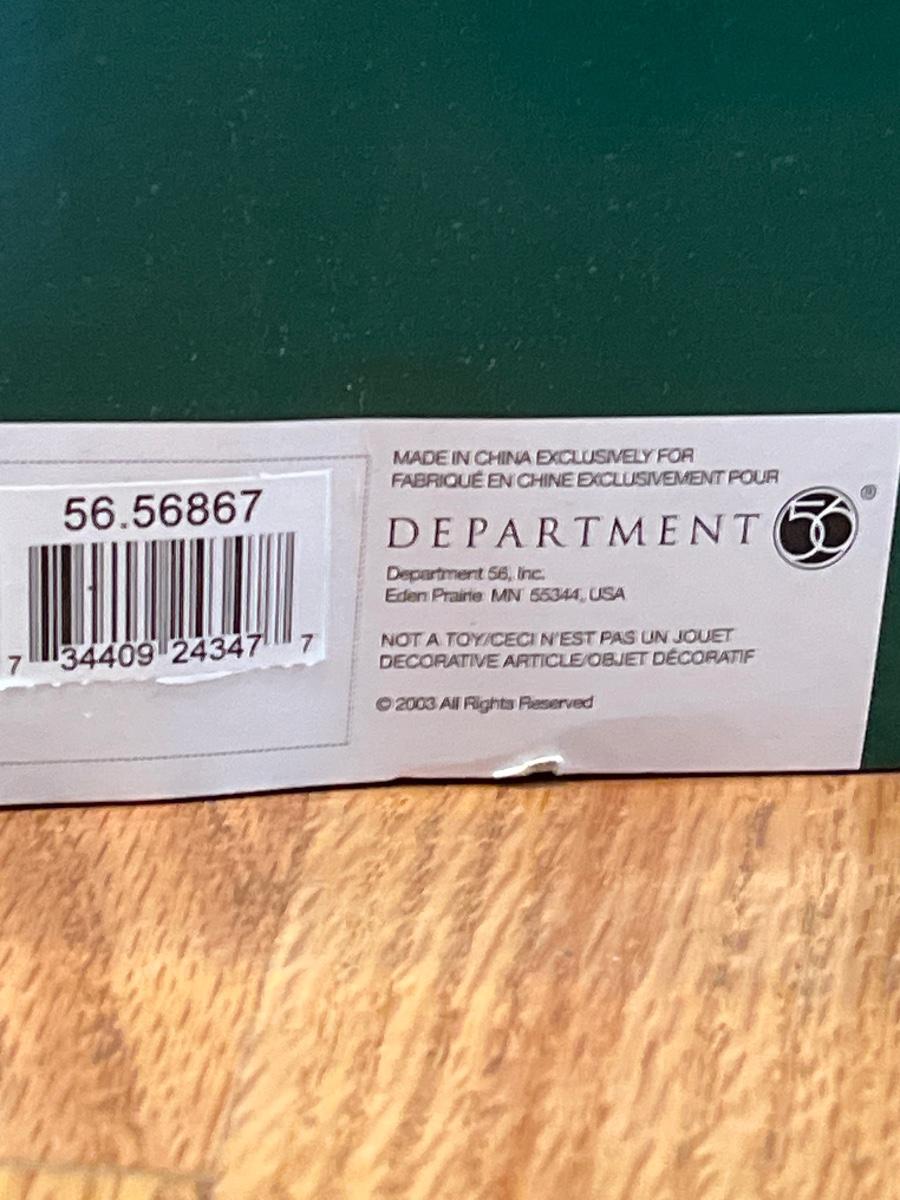 56.56867
7 34409 24347 7
MADE IN CHINA EXCLUSIVELY FOR
FABRIQUÉ EN CHINE EXCLUSIVEMENT POUR
DEPARTMENT 56®
Department 56, Inc.
Eden Prairie MN 55344, USA
NOT A TOY/CECI N'EST PAS UN JOUET
DECORATIVE ARTICLE/OBJET DÉCORATIF
© 2003 All Rights Reserved